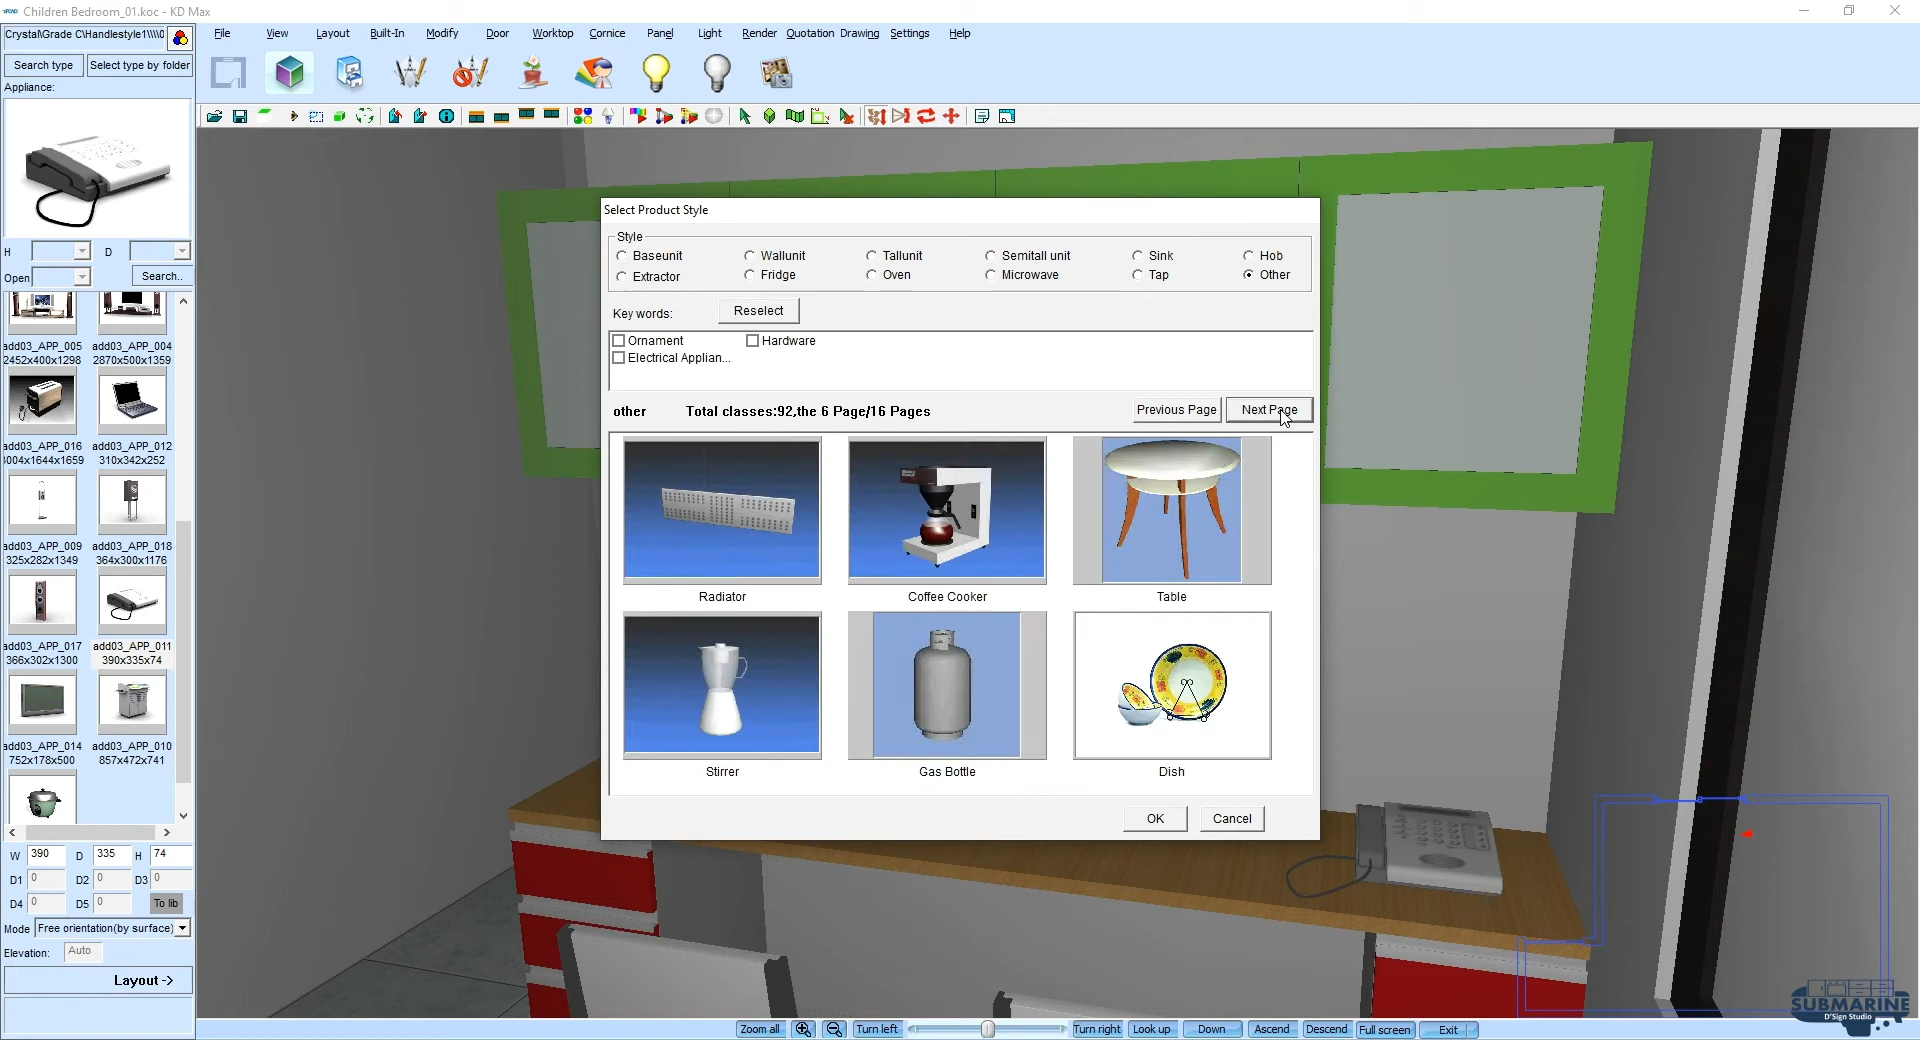 Children Bedroom_01.koc - KD Max
Crystal\Grade C\Handlestyle1\\\\0
File View Layout Built-In Modify Door Worktop Cornice Panel Light Render Quotation Drawing Settings Help
Search type
Select type by folder
Appliance:
H D
Open
Search..
add03_APP_005
2452x400x1298
add03_APP_004
2870x500x1359
add03_APP_016
3004x1644x1659
add03_APP_012
310x342x252
add03_APP_009
325x282x1349
add03_APP_018
364x300x1176
add03_APP_017
366x302x1300
add03_APP_011
390x335x74
add03_APP_014
752x178x500
add03_APP_010
857x472x741
W 390 D 335 H 74
D1 0 D2 0 D3 0
D4 0 D5 0 To lib
Mode Free orientation(by surface)
Elevation: Auto
Layout ->
Select Product Style
Style
Baseunit Wallunit Tallunit Semitall unit Sink Hob
Extractor Fridge Oven Microwave Tap Other
Key words: Reselect
Ornament Hardware
Electrical Applian...
other Total classes:92,the 6 Page/16 Pages Previous Page Next Page
Radiator Coffee Cooker Table
Stirrer Gas Bottle Dish
OK Cancel
Zoom all Turn left Turn right Look up Down Ascend Descend Full screen Exit
SUBMARINE
D'Sign Studio